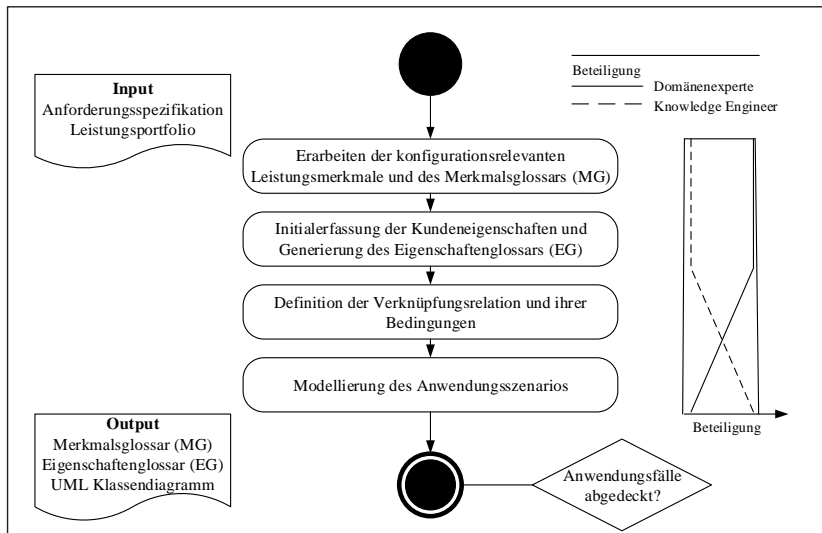 Input
Anforderungsspezifikation
Leistungsportfolio
Beteiligung
Domänenexperte
Knowledge Engineer
Erarbeiten der konfigurationsrelevanten
Leistungsmerkmale und des Merkmalsglossars (MG)
Initialerfassung der Kundeneigenschaften und
Generierung des Eigenschaftenglossars (EG)
Definition der Verknüpfungsrelation und ihrer
Bedingungen
Modellierung des Anwendungsszenarios
Beteiligung
Output
Merkmalsglossar (MG)
Eigenschaftenglossar (EG)
UML Klassendiagramm
Anwendungsfälle
abgedeckt?